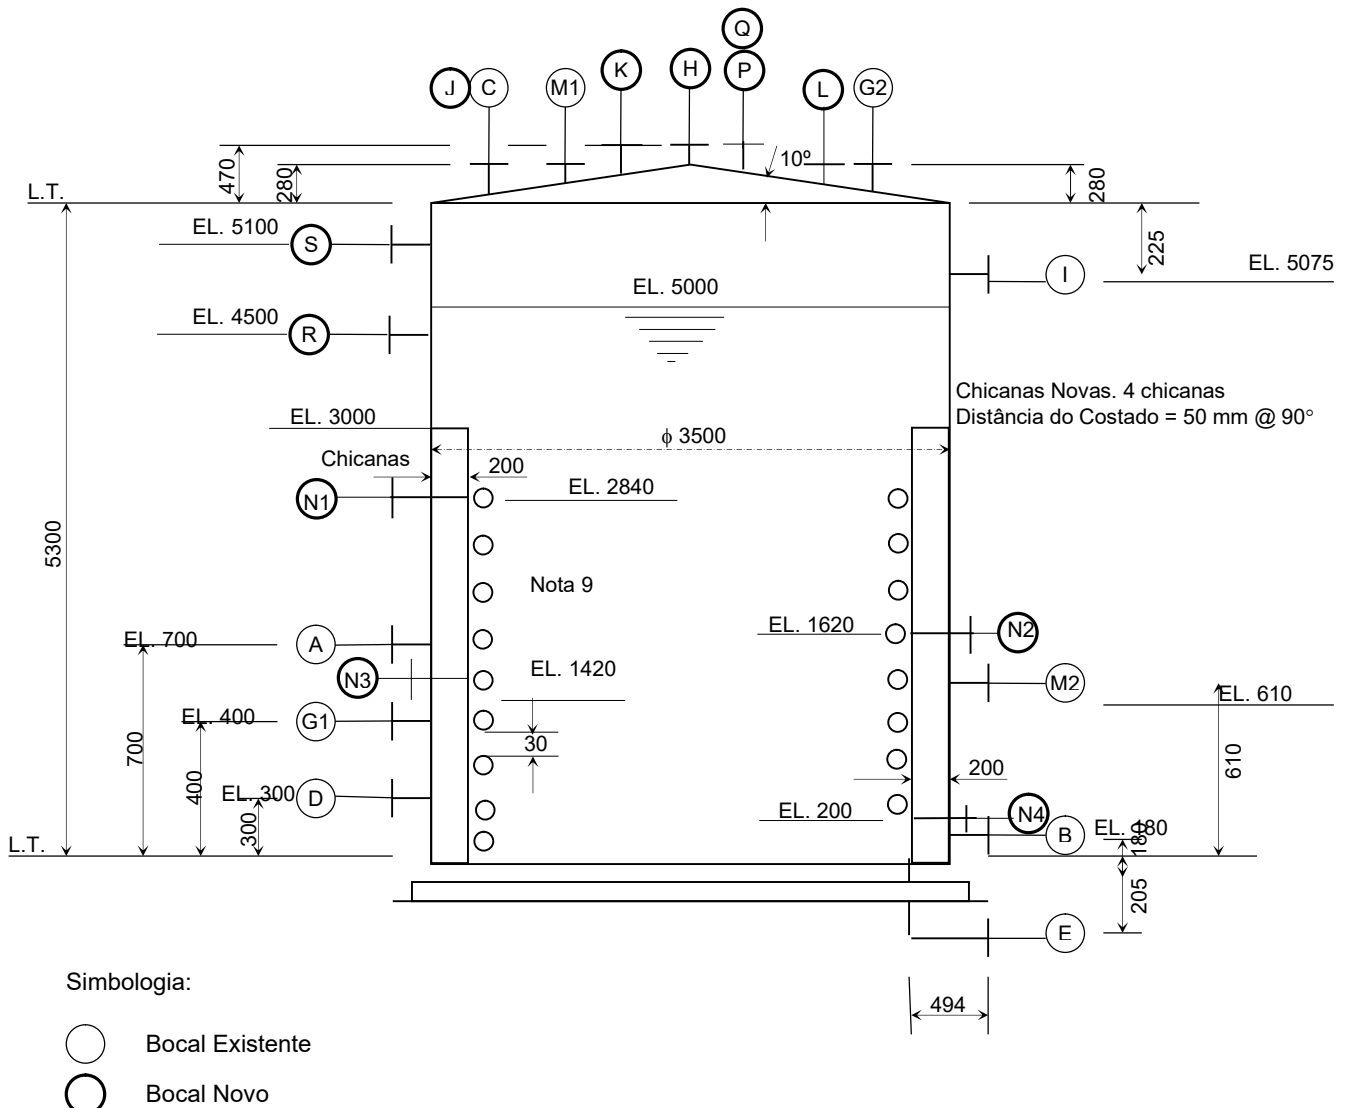 Q
J
C
M1
K
H
P
L
G2
470
280
10º
280
L.T.
EL. 5100
S
225
I
EL. 5075
EL. 5000
EL. 4500
R
Chicanas Novas. 4 chicanas
Distância do Costado = 50 mm @ 90°
EL. 3000
ϕ 3500
Chicanas
200
N1
EL. 2840
5300
Nota 9
EL. 700
A
EL. 1620
N2
N3
EL. 1420
M2
EL. 610
EL. 400
G1
700
30
610
400
EL. 300
D
200
300
EL. 200
N4
L.T.
B
EL. 180
180
205
E
494
Simbologia:
Bocal Existente
Bocal Novo